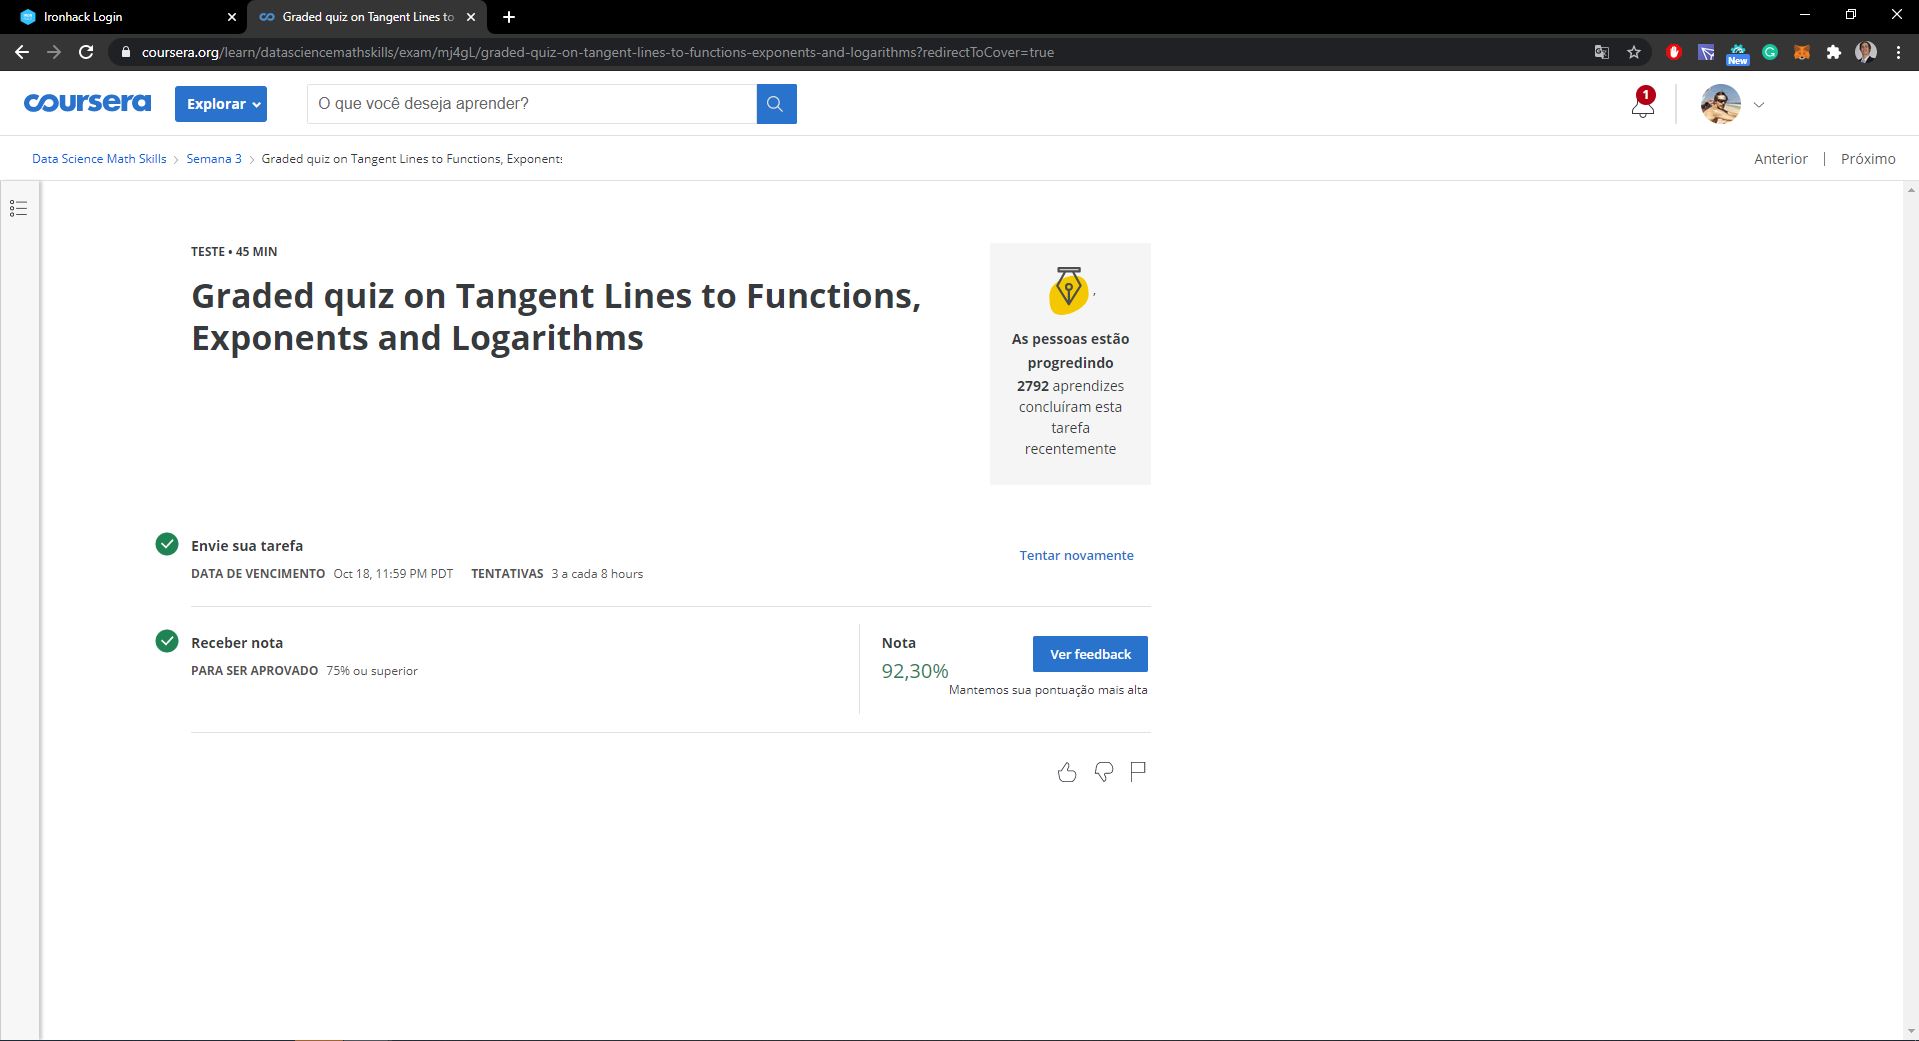 Ironhack Login
Graded quiz on Tangent Lines to
coursera.org/learn/datasciencemathskills/exam/mj4gL/graded-quiz-on-tangent-lines-to-functions-exponents-and-logarithms?redirectToCover=true
New
coursera
Explorar
O que você deseja aprender?
1
Data Science Math Skills > Semana 3 > Graded quiz on Tangent Lines to Functions, Exponents
Anterior | Próximo
TESTE • 45 MIN
Graded quiz on Tangent Lines to Functions,
Exponents and Logarithms
,
As pessoas estão
progredindo
2792 aprendizes
concluíram esta
tarefa
recentemente
Envie sua tarefa
DATA DE VENCIMENTO Oct 18, 11:59 PM PDT TENTATIVAS 3 a cada 8 hours
Tentar novamente
Receber nota
PARA SER APROVADO 75% ou superior
Nota
92,30%
Ver feedback
Mantemos sua pontuação mais alta